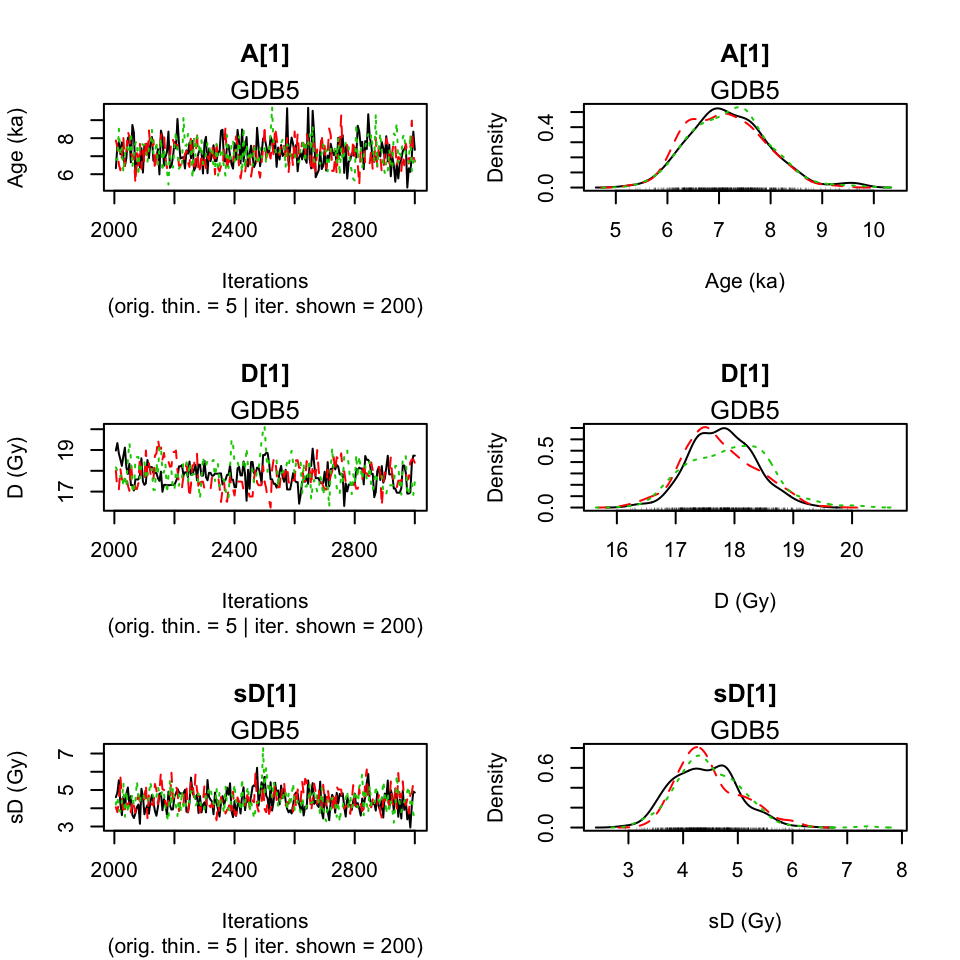 A[1]
GDB5
Age (ka)
6 8
2000 2400 2800
Iterations
(orig. thin. = 5 | iter. shown = 200)
A[1]
GDB5
Density
0.0 0.4
5 6 7 8 9 10
Age (ka)
D[1]
GDB5
D (Gy)
17 19
2000 2400 2800
Iterations
(orig. thin. = 5 | iter. shown = 200)
D[1]
GDB5
Density
0.0 0.5
16 17 18 19 20
D (Gy)
sD[1]
GDB5
sD (Gy)
3 5 7
2000 2400 2800
Iterations
(orig. thin. = 5 | iter. shown = 200)
sD[1]
GDB5
Density
0.0 0.6
3 4 5 6 7 8
sD (Gy)